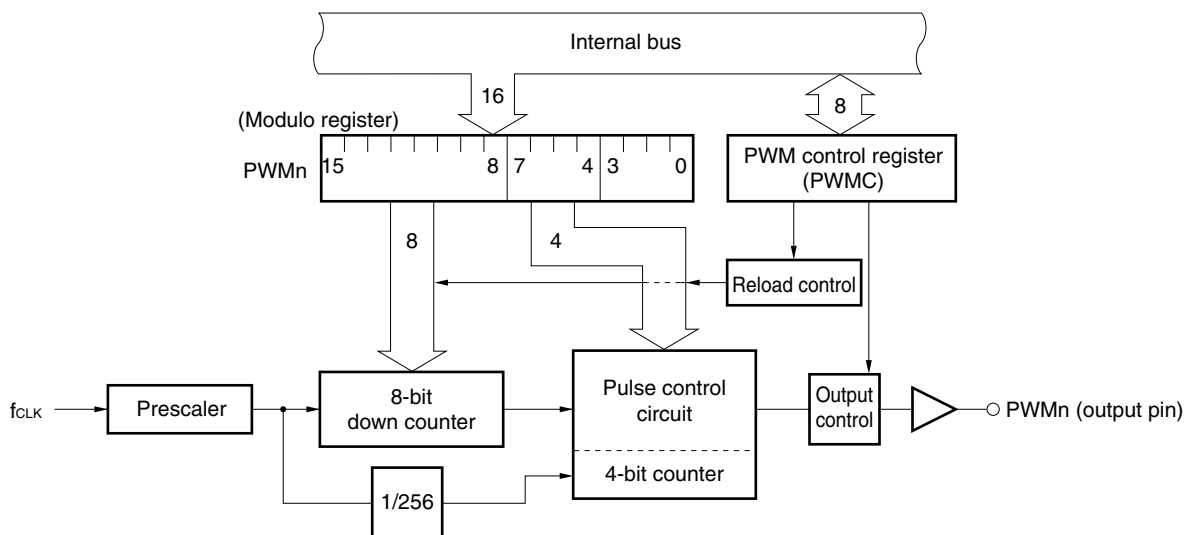 Internal bus
16
8
(Modulo register)
PWMn
15
8
7
4
3
0
PWM control register
(PWMC)
8
4
Reload control
fCLK
Prescaler
8-bit
down counter
Pulse control
circuit
4-bit counter
Output
control
PWMn (output pin)
1/256